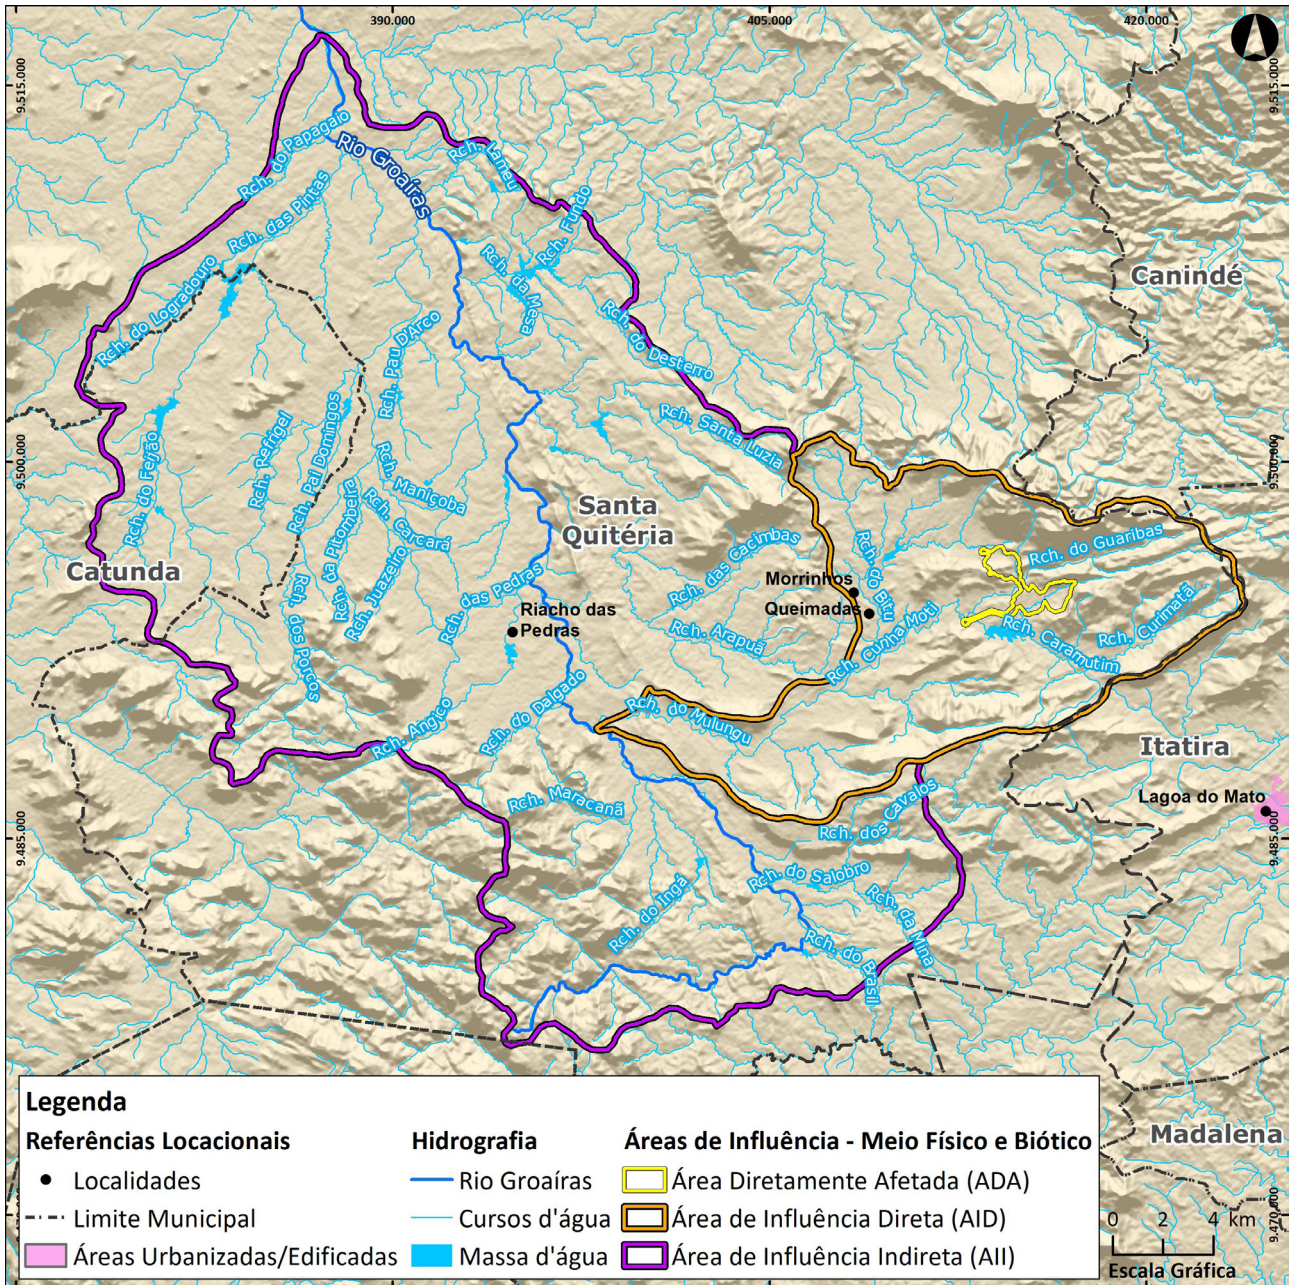 390.000
405.000
420.000
9.515.000
9.515.000
Rch. do Papagaio
Rio Groaíras
Rch. Lameu
Rch. das Pintas
Rch. Fundo
Rch. da Mesa
Canindé
Rch. do Logradouro
Rch. Pau D'Arco
Rch. do Desterro
Rch. Santa Luzia
9.500.000
9.500.000
Rch. do Feijão
Rch. Refrigel
Rch. Pai Domingos
Rch. Maniçoba
Rch. da Pitombeira
Rch. Carcará
Rch. Juazeiro
Santa
Quitéria
Catunda
Rch. dos Porcos
Rch. das Pedras
Riacho das
Pedras
Rch. das Cacimbas
Rch. do Bitu
Morrinhos
Queimadas
Rch. do Guaribas
Rch. Arapuã
Rch. Cunha Moti
Rch. Caramutim
Rch. Curimatã
Rch. Angico
Rch. do Dalgado
Rch. do Mulungu
Itatira
Lagoa do Mato
Rch. Maracanã
Rch. dos Cavalos
9.485.000
9.485.000
Rch. do Ingá
Rch. do Salobro
Rch. da Mina
Rch. do Brasil
Madalena
Legenda
Referências Locacionais
Localidades
Limite Municipal
Áreas Urbanizadas/Edificadas
Hidrografia
Rio Groaíras
Cursos d'água
Massa d'água
Áreas de Influência - Meio Físico e Biótico
Área Diretamente Afetada (ADA)
Área de Influência Direta (AID)
Área de Influência Indireta (AII)
0 2 4 km
Escala Gráfica
9.470.000